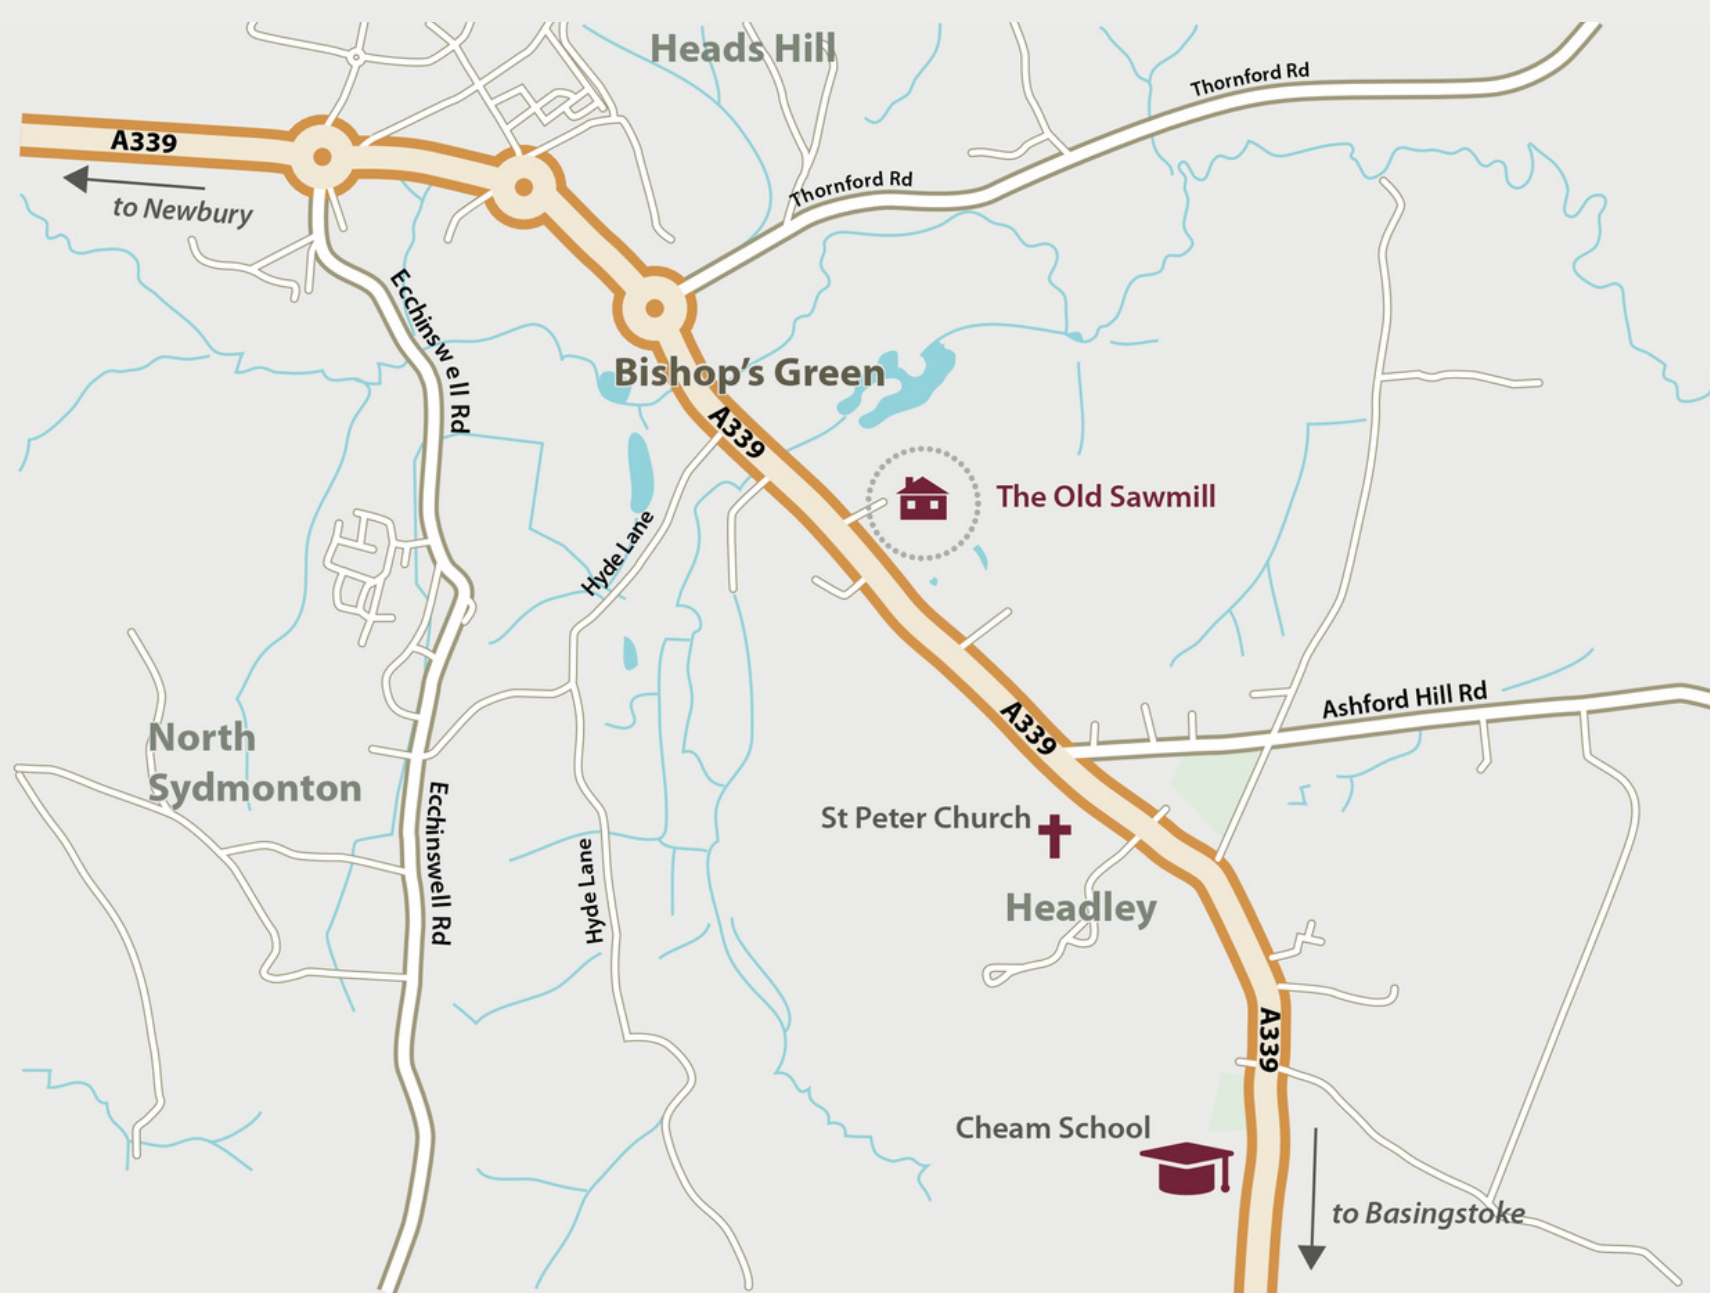 Heads Hill
Thornford Rd
A339
Thornford Rd
to Newbury
Ecchinswell Rd
Bishop's Green
A339
The Old Sawmill
Hyde Lane
Ashford Hill Rd
A339
North
Sydmonton
St Peter Church
Ecchinswell Rd
Hyde Lane
Headley
A339
Cheam School
to Basingstoke